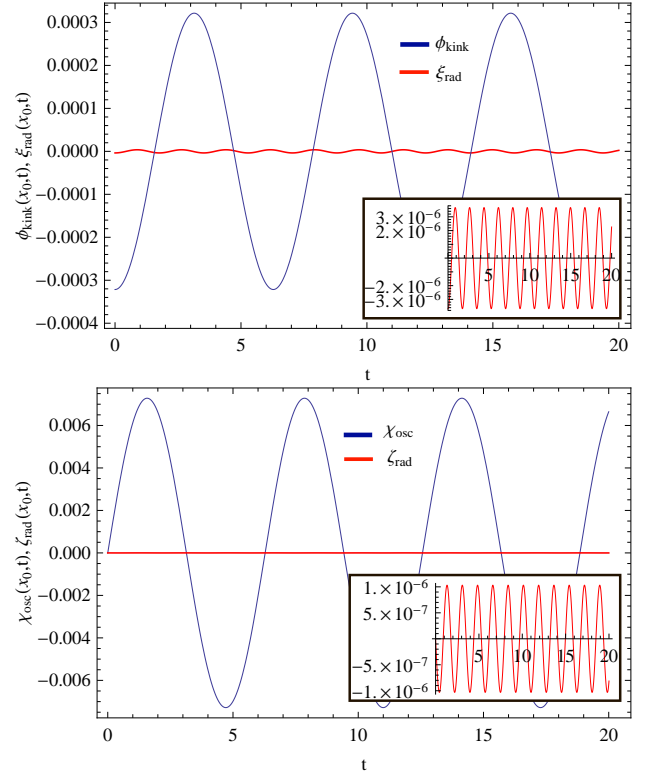 0.0003
0.0002
0.0001
0.0000
−0.0001
−0.0002
−0.0003
−0.0004
ϕkink(x0,t), ξrad(x0,t)
ϕkink
ξrad
3.×10−6
2.×10−6
−2.×10−6
−3.×10−6
5 10 15 20
0 5 10 15 20
t
0.006
0.004
0.002
0.000
−0.002
−0.004
−0.006
χosc(x0,t), ζrad(x0,t)
χosc
ζrad
1.×10−6
5.×10−7
−5.×10−7
−1.×10−6
5 10 15 20
0 5 10 15 20
t